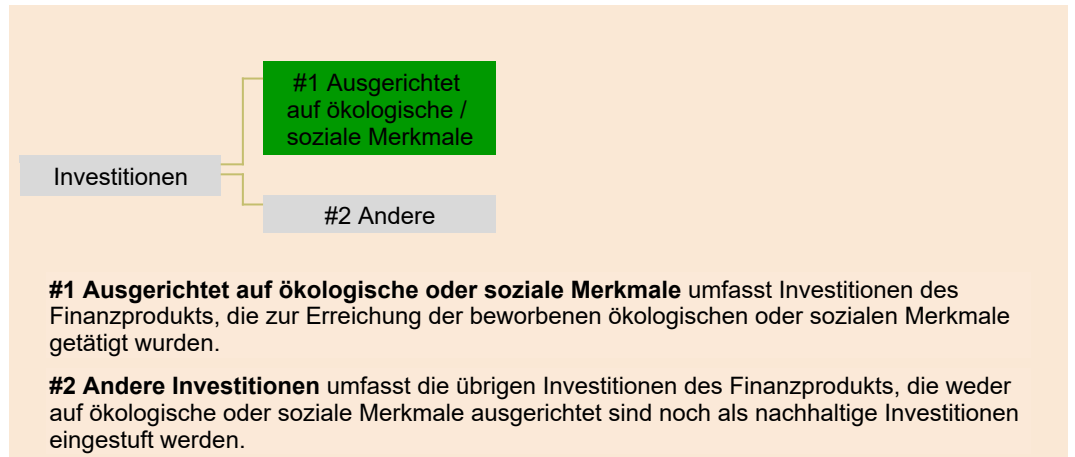 #1 Ausgerichtet
auf ökologische /
soziale Merkmale
Investitionen
#2 Andere
#1 Ausgerichtet auf ökologische oder soziale Merkmale umfasst Investitionen des
Finanzprodukts, die zur Erreichung der beworbenen ökologischen oder sozialen Merkmale
getätigt wurden.
#2 Andere Investitionen umfasst die übrigen Investitionen des Finanzprodukts, die weder
auf ökologische oder soziale Merkmale ausgerichtet sind noch als nachhaltige Investitionen
eingestuft werden.